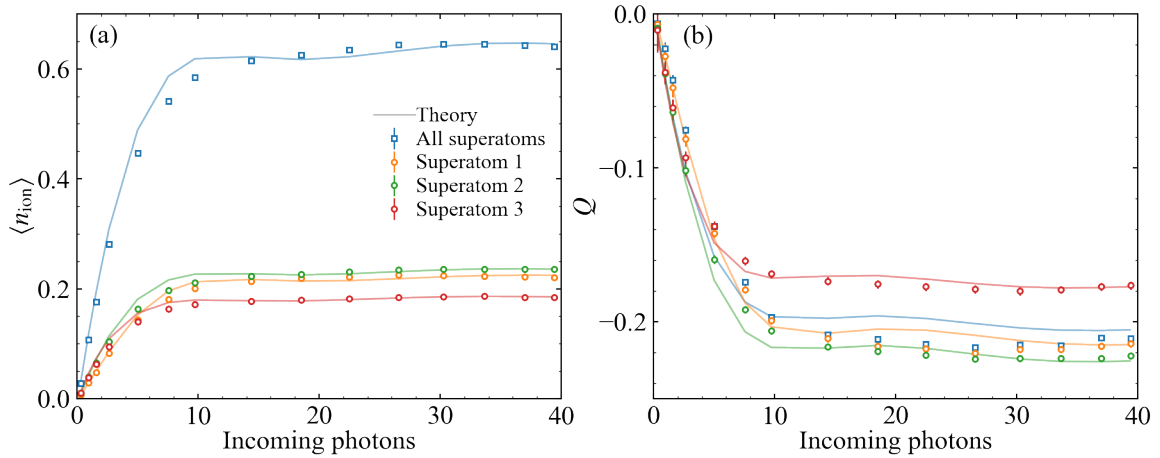 (a)
⟨n_ion⟩
0.6
0.4
0.2
0.0
Theory
All superatoms
Superatom 1
Superatom 2
Superatom 3
0 10 20 30 40
Incoming photons
(b)
Q
−0.0
−0.1
−0.2
0 10 20 30 40
Incoming photons